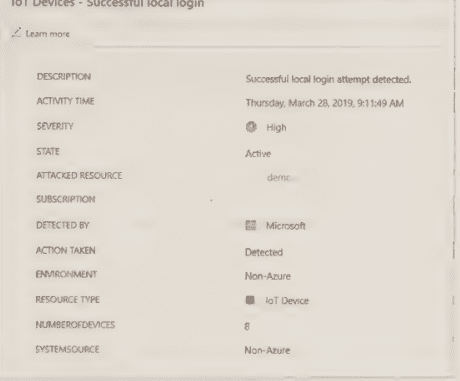 IoT Devices - Successful local login
Learn more
DESCRIPTION Successful local login attempt detected.
ACTIVITY TIME Thursday, March 28, 2019, 9:11:49 AM
SEVERITY High
STATE Active
ATTACKED RESOURCE
SUBSCRIPTION
DETECTED BY Microsoft
ACTION TAKEN Detected
ENVIRONMENT Non-Azure
RESOURCE TYPE IoT Device
NUMBEROFDEVICES 8
SYSTEMSOURCE Non-Azure